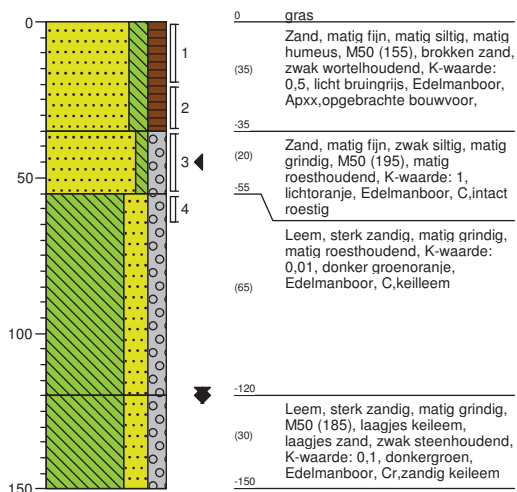 0
50
100
150
1
2
3
4
0 gras
(35)
Zand, matig fijn, matig siltig, matig
humeus, M50 (155), brokken zand,
zwak wortelhoudend, K-waarde:
0,5, licht bruingrijs, Edelmanboor,
Apxx,opgebrachte bouwvoor,
-35
(20)
Zand, matig fijn, zwak siltig, matig
grindig, M50 (195), matig
roesthoudend, K-waarde: 1,
lichtoranje, Edelmanboor, C,intact
roestig
-55
(65)
Leem, sterk zandig, matig grindig,
matig roesthoudend, K-waarde:
0,01, donker groenoranje,
Edelmanboor, C,keilleem
-120
(30)
Leem, sterk zandig, matig grindig,
M50 (185), laagjes keileem,
laagjes zand, zwak steenhoudend,
K-waarde: 0,1, donkergroen,
Edelmanboor, Cr,zandig keileem
-150